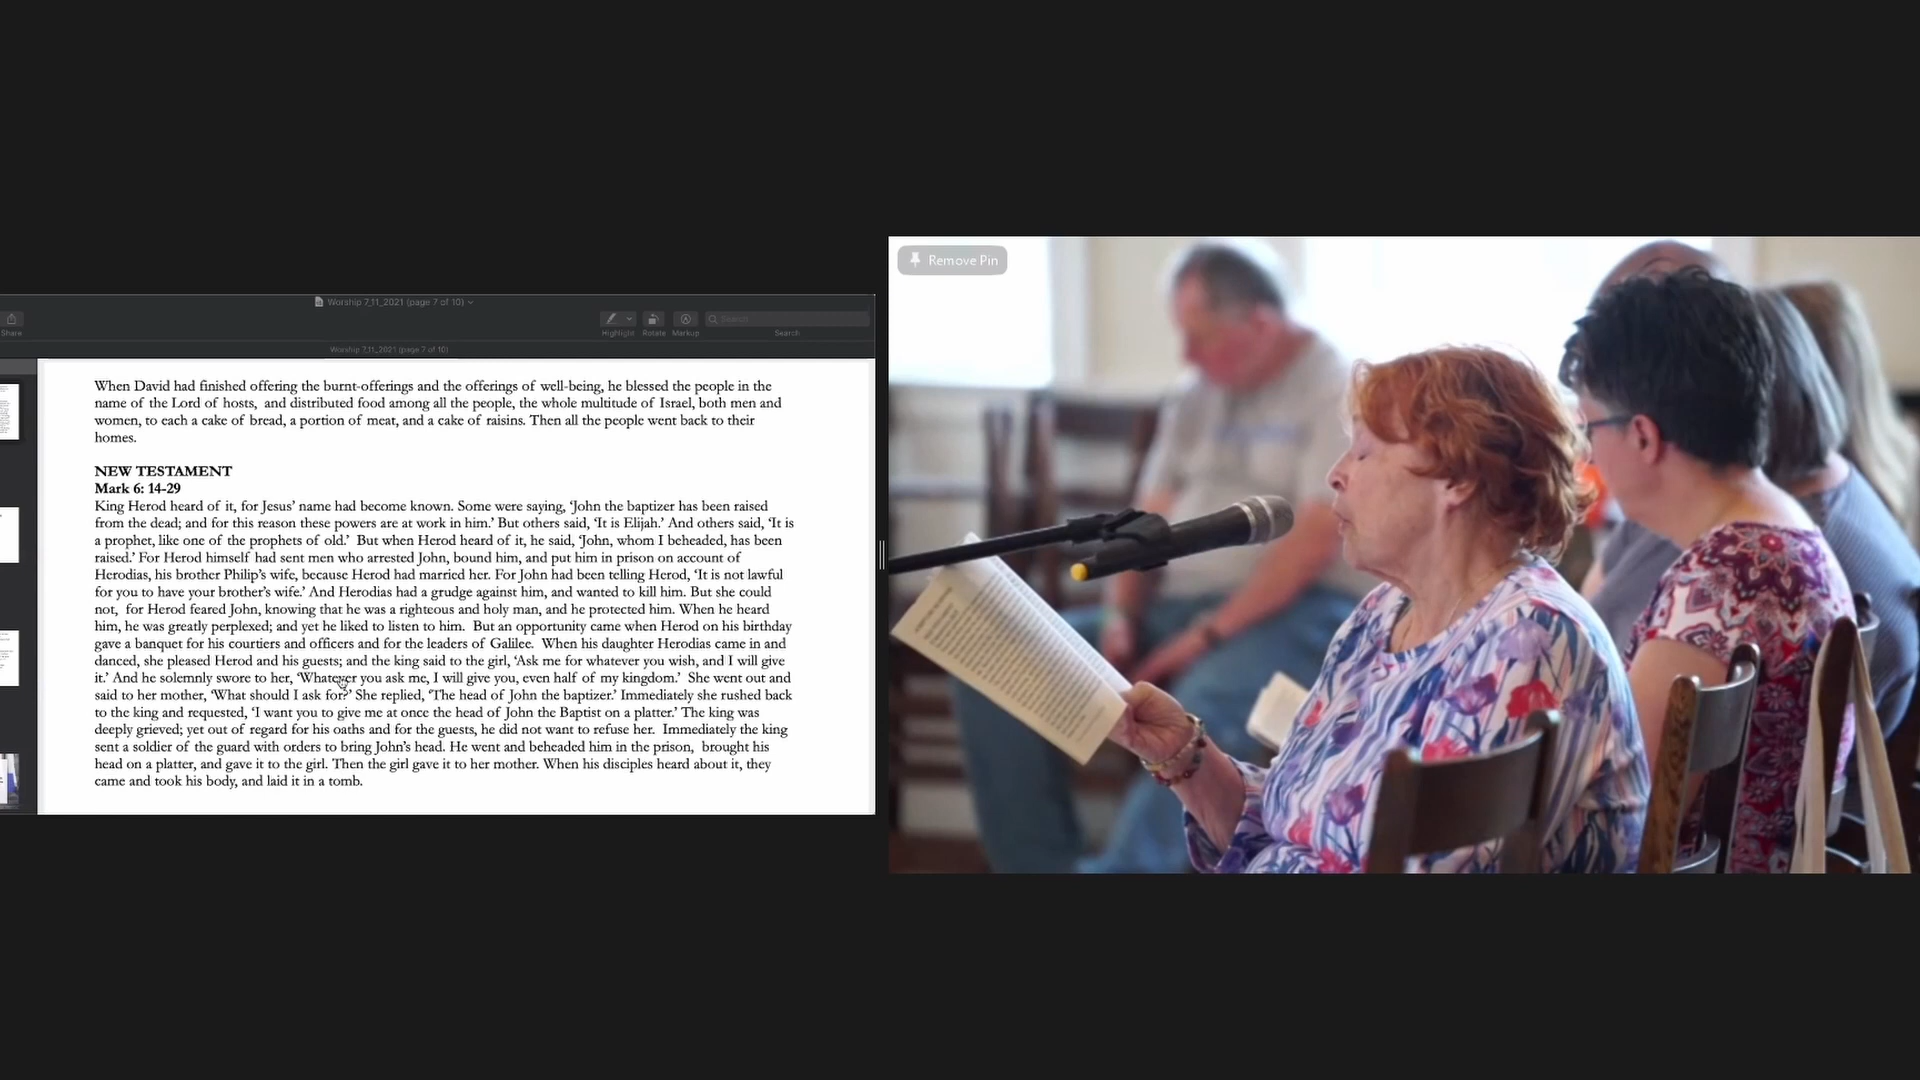 Worship 7_11_2021 (page 7 of 10)
Share
Highlight
Rotate
Markup
Search
Search
Worship 7_11_2021 (page 7 of 10)
When David had finished offering the burnt-offerings and the offerings of well-being, he blessed the people in the
name of the Lord of hosts, and distributed food among all the people, the whole multitude of Israel, both men and
women, to each a cake of bread, a portion of meat, and a cake of raisins. Then all the people went back to their
homes.
NEW TESTAMENT
Mark 6: 14-29
King Herod heard of it, for Jesus’ name had become known. Some were saying, ‘John the baptizer has been raised
from the dead; and for this reason these powers are at work in him.’ But others said, ‘It is Elijah.’ And others said, ‘It is
a prophet, like one of the prophets of old.’ But when Herod heard of it, he said, ‘John, whom I beheaded, has been
raised.’ For Herod himself had sent men who arrested John, bound him, and put him in prison on account of
Herodias, his brother Philip’s wife, because Herod had married her. For John had been telling Herod, ‘It is not lawful
for you to have your brother’s wife.’ And Herodias had a grudge against him, and wanted to kill him. But she could
not, for Herod feared John, knowing that he was a righteous and holy man, and he protected him. When he heard
him, he was greatly perplexed; and yet he liked to listen to him. But an opportunity came when Herod on his birthday
gave a banquet for his courtiers and officers and for the leaders of Galilee. When his daughter Herodias came in and
danced, she pleased Herod and his guests; and the king said to the girl, ‘Ask me for whatever you wish, and I will give
it.’ And he solemnly swore to her, ‘Whatever you ask me, I will give you, even half of my kingdom.’ She went out and
said to her mother, ‘What should I ask for?’ She replied, ‘The head of John the baptizer.’ Immediately she rushed back
to the king and requested, ‘I want you to give me at once the head of John the Baptist on a platter.’ The king was
deeply grieved; yet out of regard for his oaths and for the guests, he did not want to refuse her. Immediately the king
sent a soldier of the guard with orders to bring John’s head. He went and beheaded him in the prison, brought his
head on a platter, and gave it to the girl. Then the girl gave it to her mother. When his disciples heard about it, they
came and took his body, and laid it in a tomb.
Remove Pin